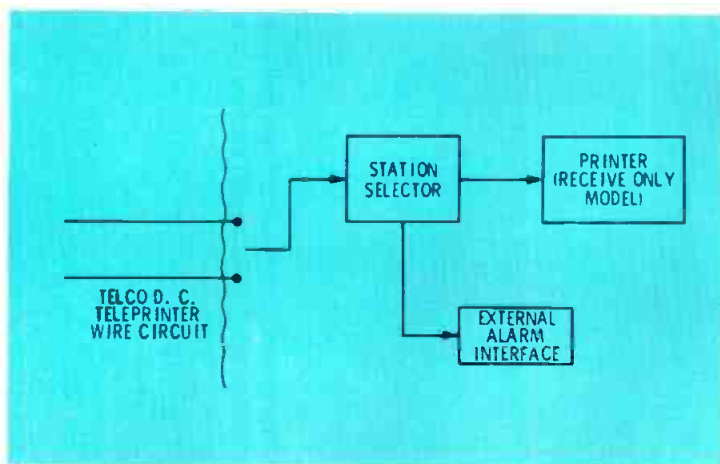 STATION
SELECTOR
PRINTER
(RECEIVE ONLY
MODEL)
TELCO D. C.
TELEPRINTER
WIRE CIRCUIT
EXTERNAL
ALARM
INTERFACE